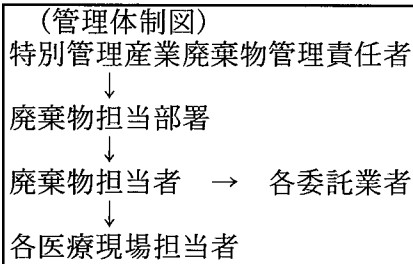 （管理体制図）
特別管理産業廃棄物管理責任者
↓
廃棄物担当部署
↓
廃棄物担当者 → 各委託業者
↓
各医療現場担当者